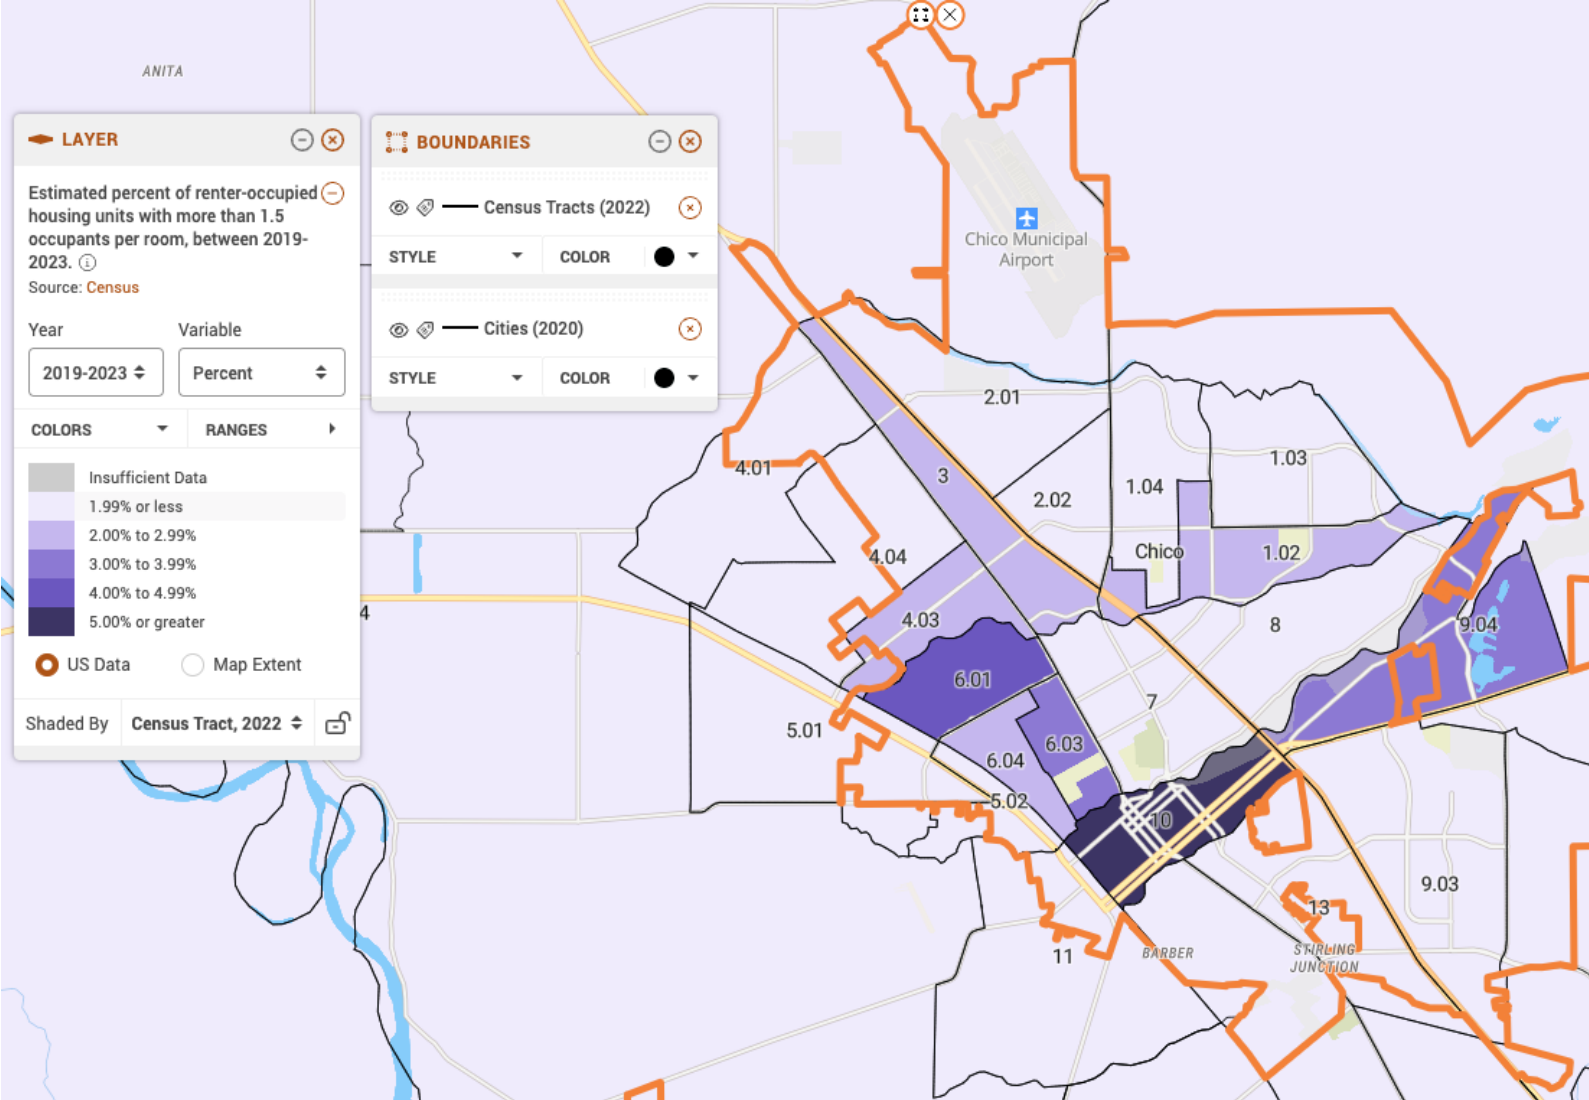 ANITA
LAYER
Estimated percent of renter-occupied
housing units with more than 1.5
occupants per room, between 2019-
2023.
Source: Census
Year Variable
2019-2023 Percent
COLORS RANGES
Insufficient Data
1.99% or less
2.00% to 2.99%
3.00% to 3.99%
4.00% to 4.99%
5.00% or greater
US Data Map Extent
Shaded By Census Tract, 2022
BOUNDARIES
Census Tracts (2022)
STYLE COLOR
Cities (2020)
STYLE COLOR
Chico Municipal
Airport
2.01
4.01
3
2.02
1.04
1.03
4.04
Chico
1.02
4
4.03
8
9.04
6.01
7
5.01
6.03
6.04
5.02
10
9.03
13
11
BARBER
STIRLING
JUNCTION